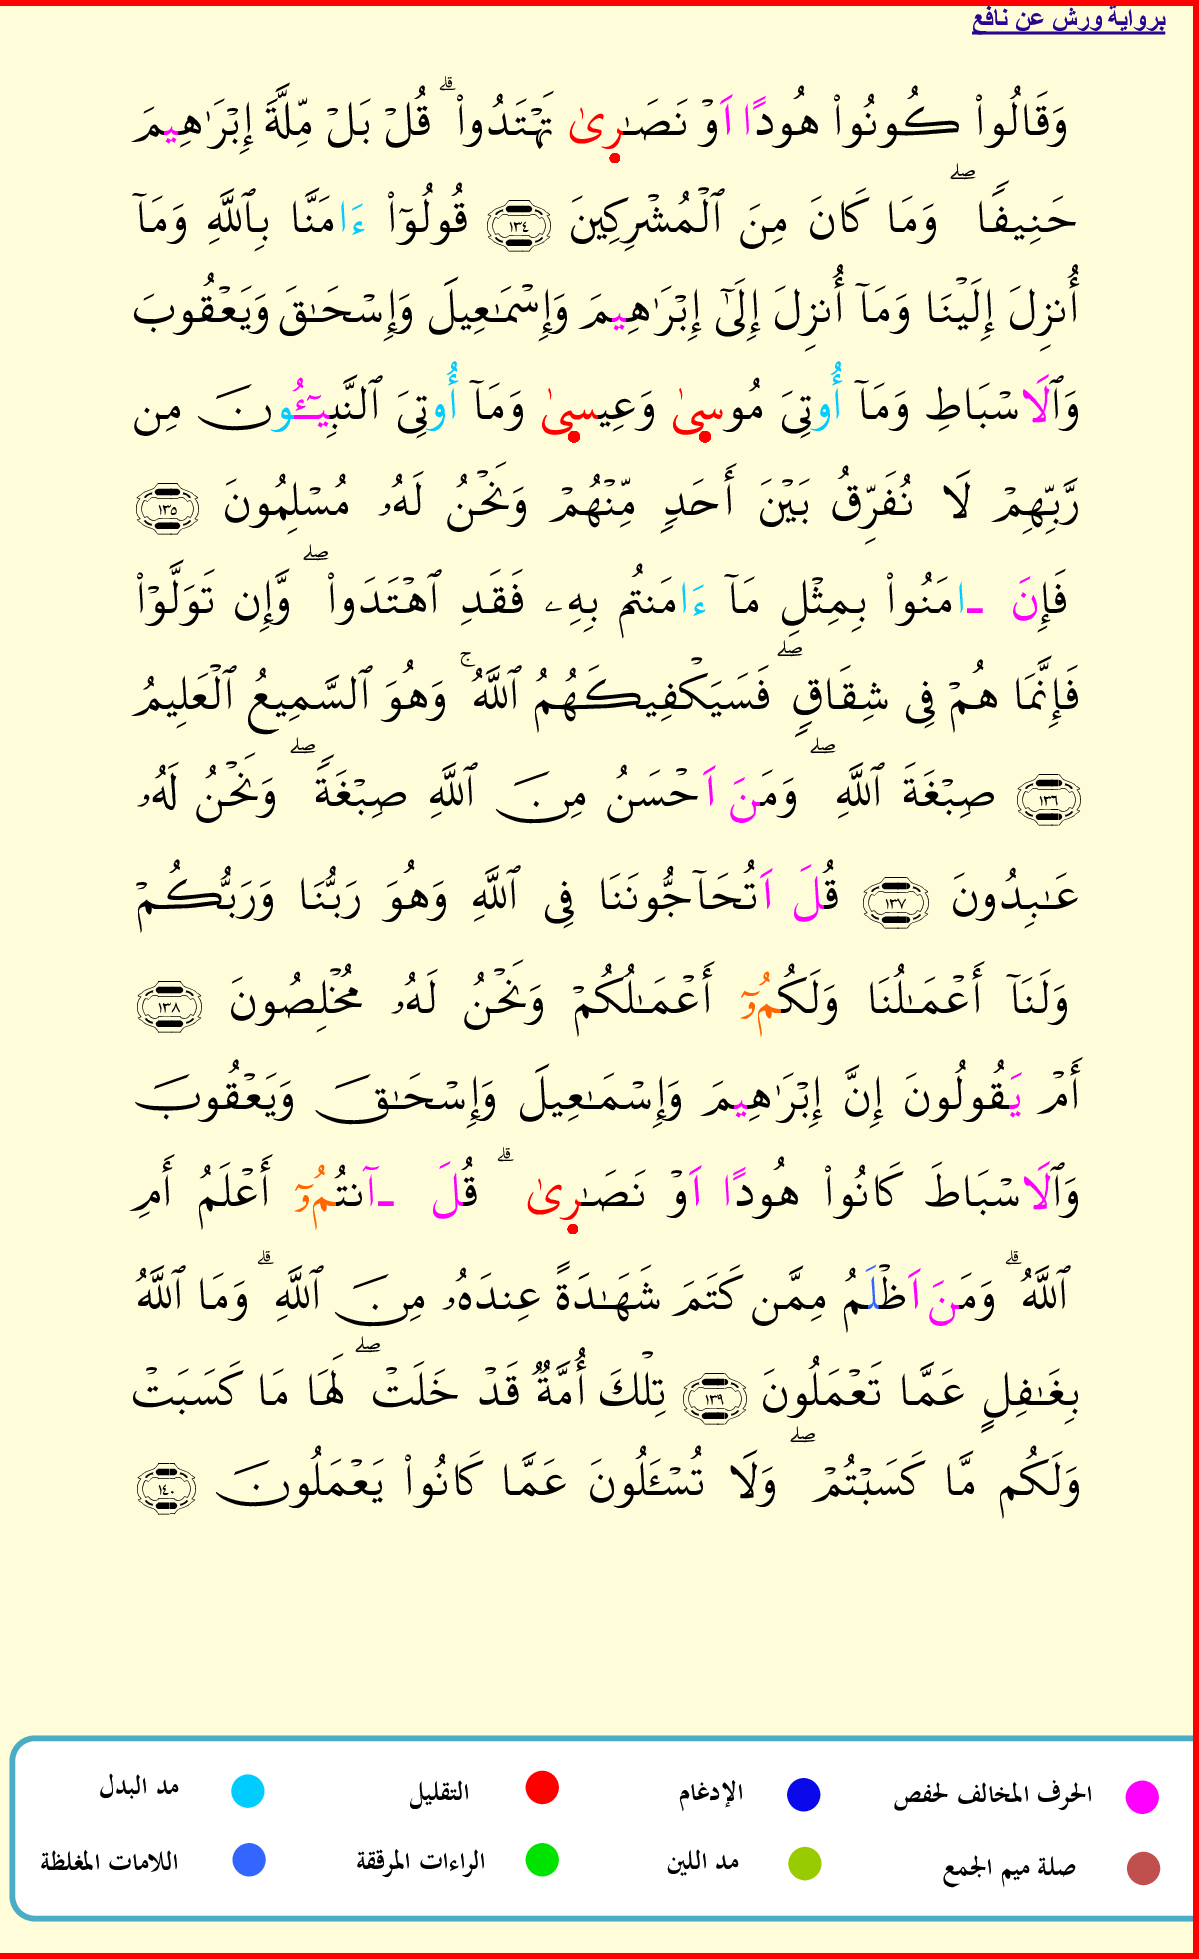 برواية ورش عن نافع
وَقَالُوا۟ كُونُوا۟ هُودًا اَوْ نَصَـٰرِىٰ تَهْتَدُوا۟ ۗ قُلْ بَلْ مِلَّةَ إِبْرَٰهِيمَ
حَنِيفًا ۖ وَمَا كَانَ مِنَ ٱلْمُشْرِكِينَ ١٣٤ قُولُوٓا۟ ءَامَنَّا بِٱللَّهِ وَمَآ
أُنزِلَ إِلَيْنَا وَمَآ أُنزِلَ إِلَىٰٓ إِبْرَٰهِيمَ وَإِسْمَـٰعِيلَ وَإِسْحَـٰقَ وَيَعْقُوبَ
وَٱلَاسْبَاطِ وَمَآ أُوتِىَ مُوسِىٰ وَعِيسِىٰ وَمَآ أُوتِىَ ٱلنَّبِيـُٔونَ مِن
رَّبِّهِمْ لَا نُفَرِّقُ بَيْنَ أَحَدٍ مِّنْهُمْ وَنَحْنُ لَهُۥ مُسْلِمُونَ ١٣٥
فَإِنَ ـامَنُوا۟ بِمِثْلِ مَآ ءَامَنتُم بِهِۦ فَقَدِ ٱهْتَدَوا۟ ۖ وَّإِن تَوَلَّوْا۟
فَإِنَّمَا هُمْ فِى شِقَاقٍ ۖ فَسَيَكْفِيكَهُمُ ٱللَّهُ ۚ وَهُوَ ٱلسَّمِيعُ ٱلْعَلِيمُ
١٣٦ صِبْغَةَ ٱللَّهِ ۖ وَمَنَ اَحْسَنُ مِنَ ٱللَّهِ صِبْغَةً ۖ وَنَحْنُ لَهُۥ
عَـٰبِدُونَ ١٣٧ قُلَ اَتُحَآجُّونَنَا فِى ٱللَّهِ وَهُوَ رَبُّنَا وَرَبُّكُمْ
وَلَنَآ أَعْمَـٰلُنَا وَلَكُمُۥٓ أَعْمَـٰلُكُمْ وَنَحْنُ لَهُۥ مُخْلِصُونَ ١٣٨
أَمْ يَقُولُونَ إِنَّ إِبْرَٰهِيمَ وَإِسْمَـٰعِيلَ وَإِسْحَـٰقَ وَيَعْقُوبَ
وَٱلَاسْبَاطَ كَانُوا۟ هُودًا اَوْ نَصَـٰرِىٰ ۗ قُلَ ـآنتُمُۥٓ أَعْلَمُ أَمِ
ٱللَّهُ ۗ وَمَنَ اَظْلَمُ مِمَّن كَتَمَ شَهَـٰدَةً عِندَهُۥ مِنَ ٱللَّهِ ۗ وَمَا ٱللَّهُ
بِغَـٰفِلٍ عَمَّا تَعْمَلُونَ ١٣٩ تِلْكَ أُمَّةٌ قَدْ خَلَتْ ۖ لَهَا مَا كَسَبَتْ
وَلَكُم مَّا كَسَبْتُمْ ۖ وَلَا تُسْـَٔلُونَ عَمَّا كَانُوا۟ يَعْمَلُونَ ١٤٠
الحرف المخالف لحفص الإدغام التقليل مد البدل
صلة ميم الجمع مد اللين الراءات المرققة اللامات المغلظة